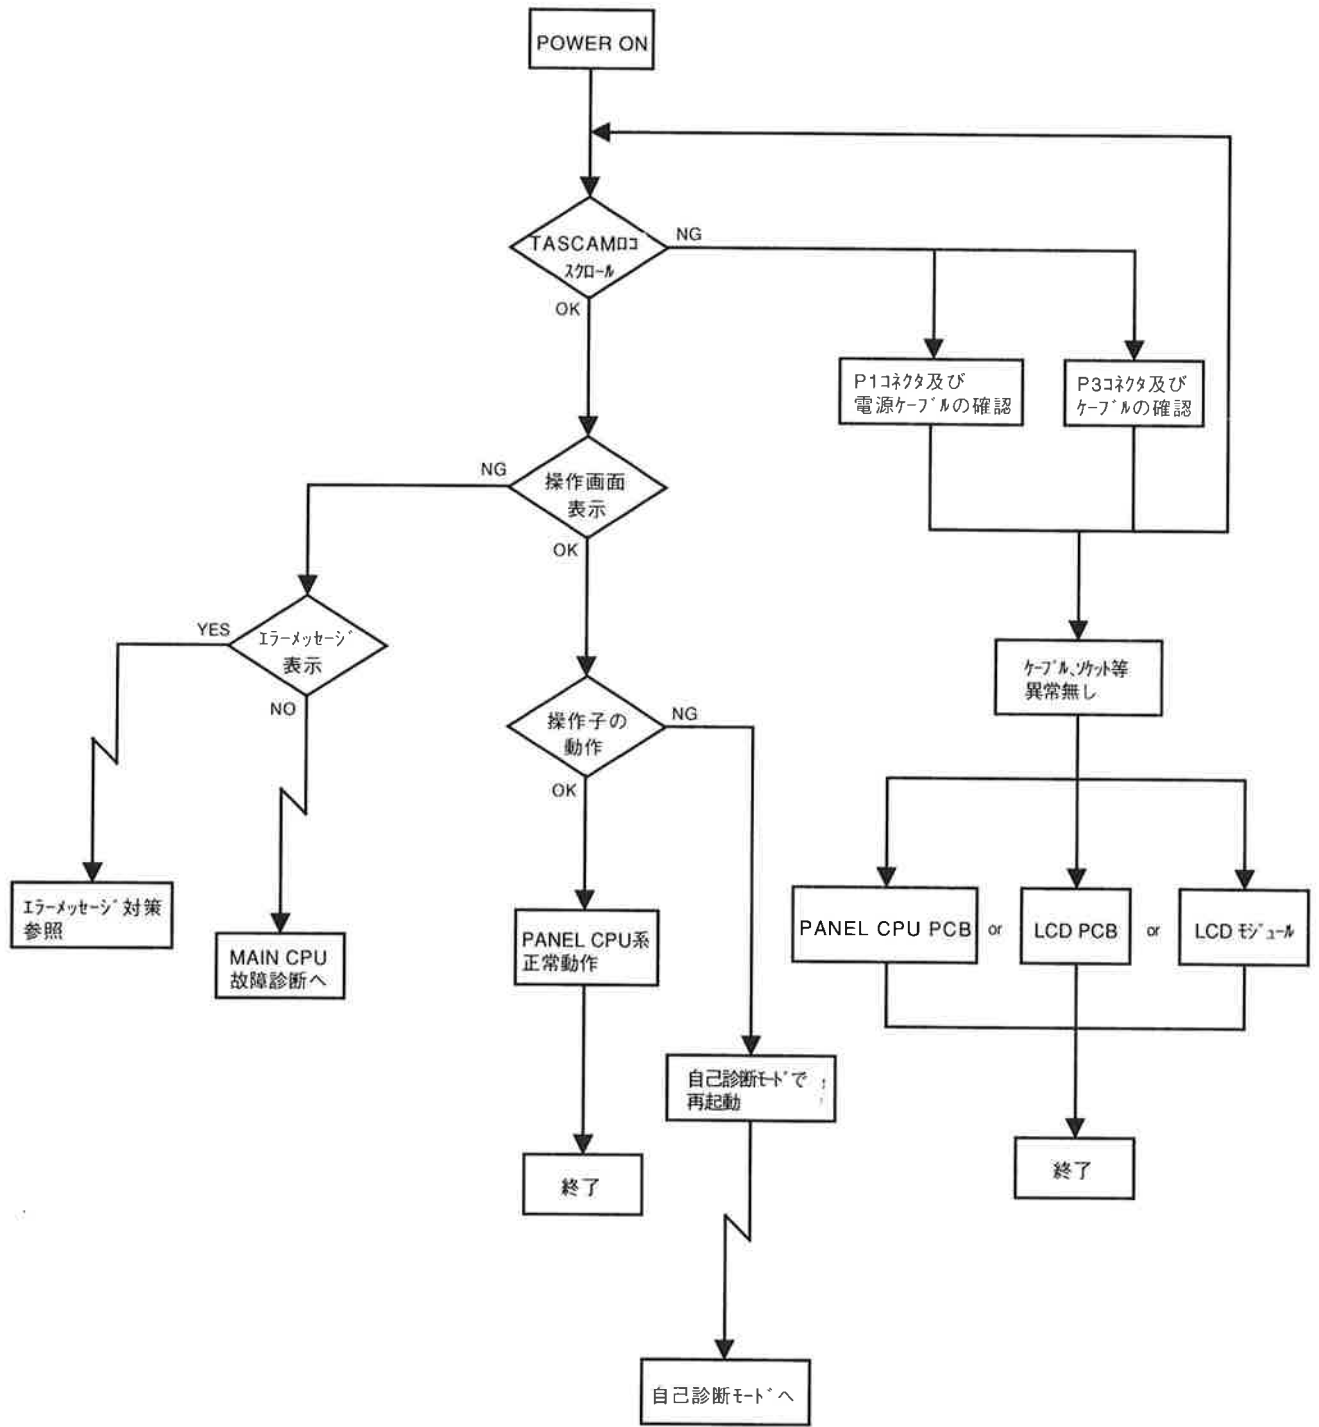 POWER ON
TASCAMロゴ
スクロール
NG
OK
P1コネクタ及び
電源ケーブルの確認
P3コネクタ及び
ケーブルの確認
NG
操作画面
表示
OK
YES
エラーメッセージ
表示
NO
ケーブル、ソケット等
異常無し
操作子の
動作
NG
OK
エラーメッセージ対策
参照
MAIN CPU
故障診断へ
PANEL CPU系
正常動作
PANEL CPU PCB or LCD PCB or LCD モジュール
自己診断モードで
再起動
終了
終了
自己診断モードへ